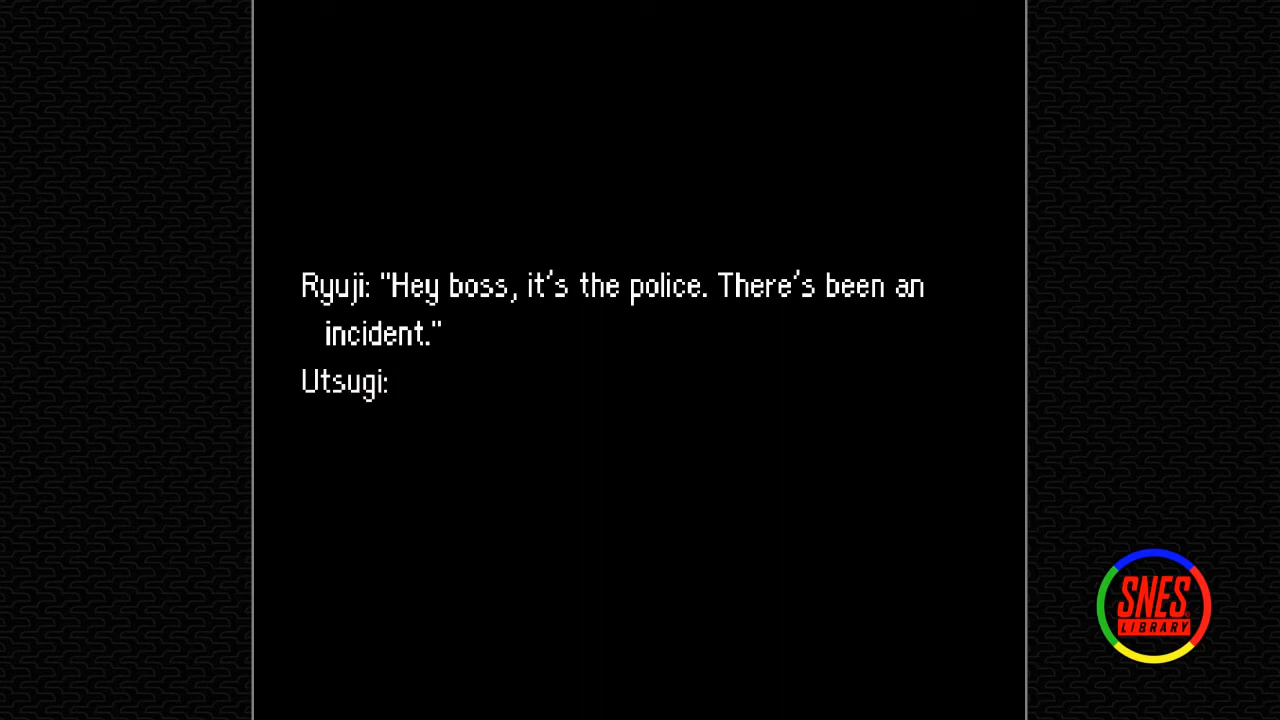 Ryuji: "Hey boss, it's the police. There's been an
incident."
Utsugi:
SNES
LIBRARY